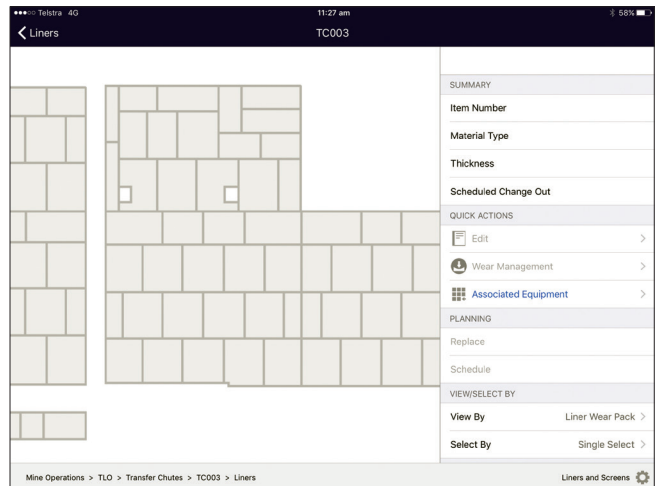 Telstra 4G 11:27 am 58%
Liners TC003
SUMMARY
Item Number
Material Type
Thickness
Scheduled Change Out
QUICK ACTIONS
Edit
Wear Management
Associated Equipment
PLANNING
Replace
Schedule
VIEW/SELECT BY
View By Liner Wear Pack
Select By Single Select
Mine Operations > TLO > Transfer Chutes > TC003 > Liners Liners and Screens